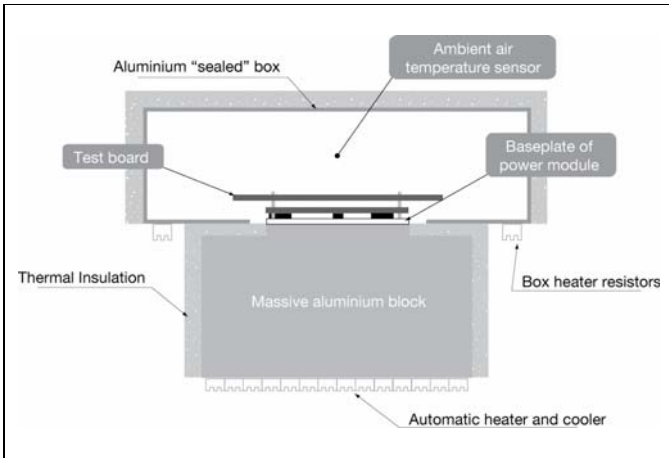 Aluminium “sealed” box
Ambient air
temperature sensor
Test board
Baseplate of
power module
Thermal Insulation
Massive aluminium block
Box heater resistors
Automatic heater and cooler